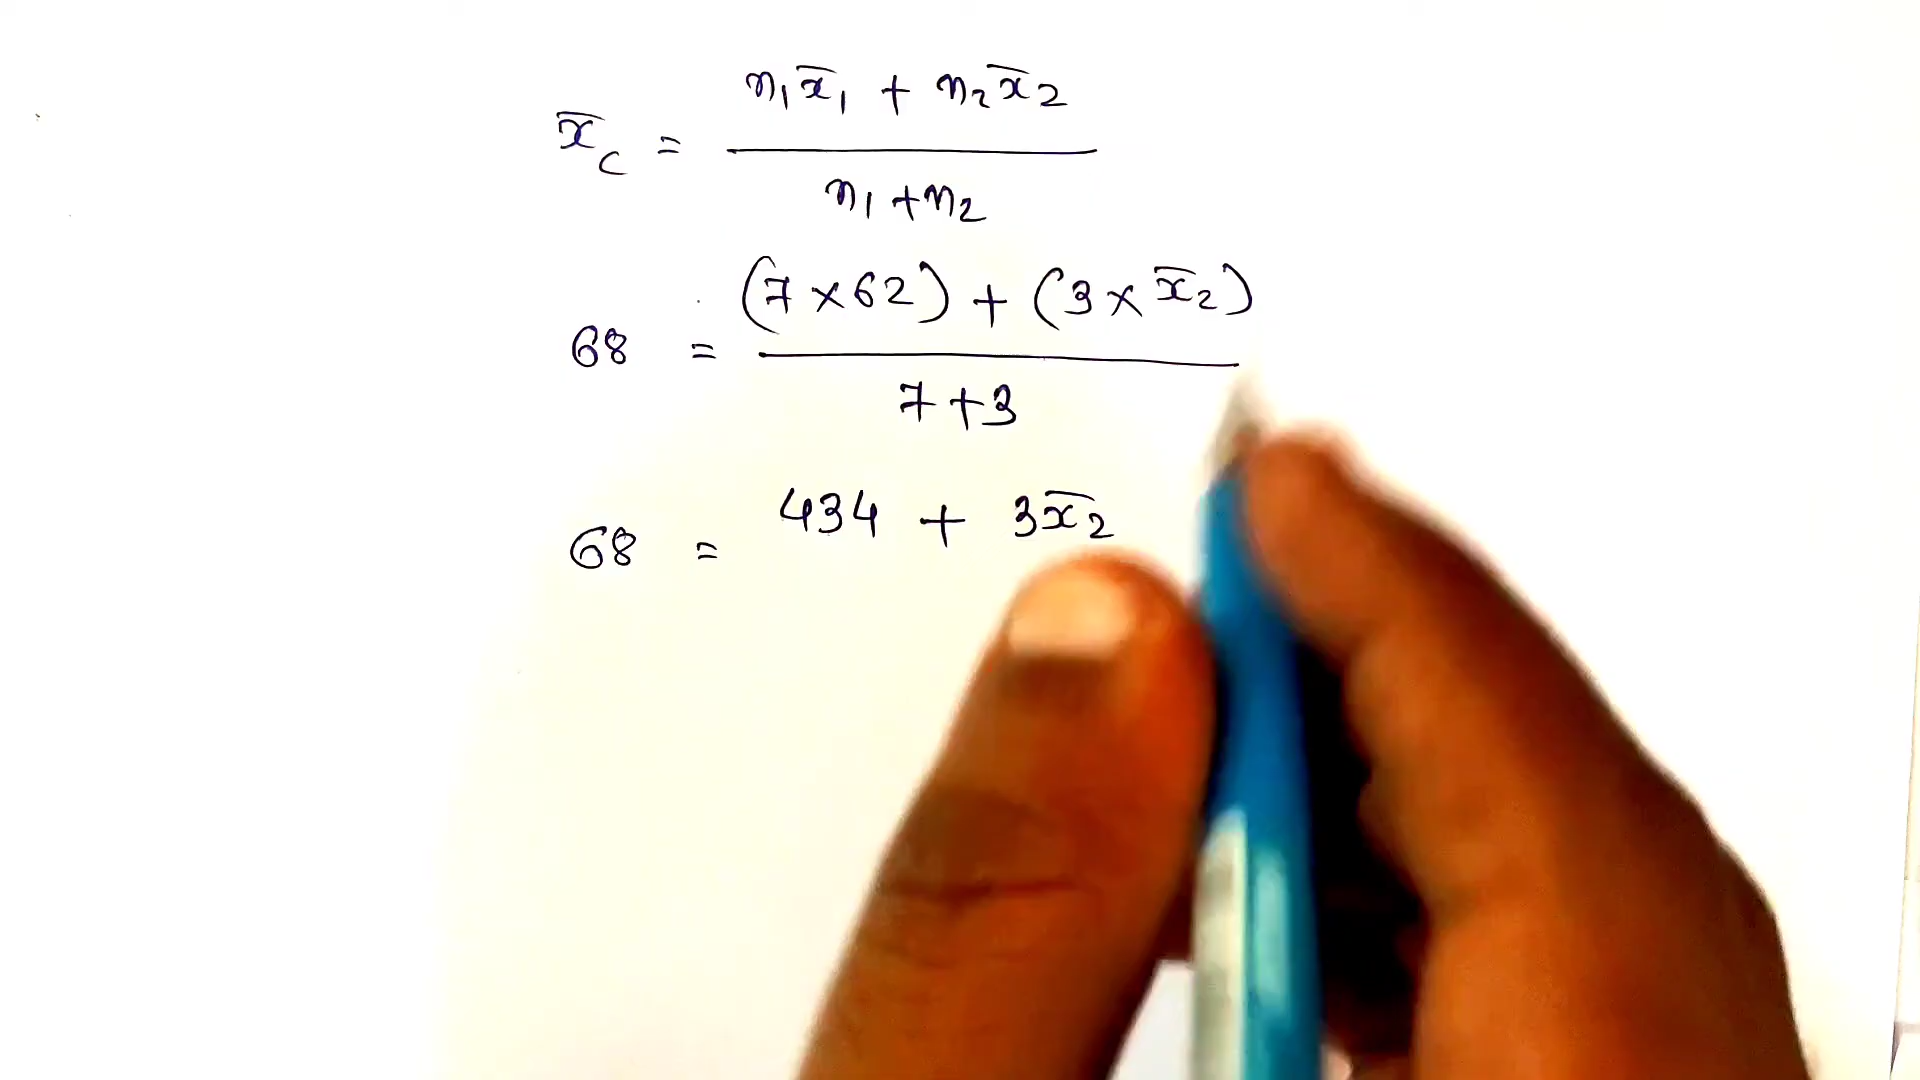 x̄c = n1x̄1 + n2x̄2 / n1 + n2
68 = (7 × 62) + (3 × x̄2) / 7 + 3
68 = 434 + 3x̄2